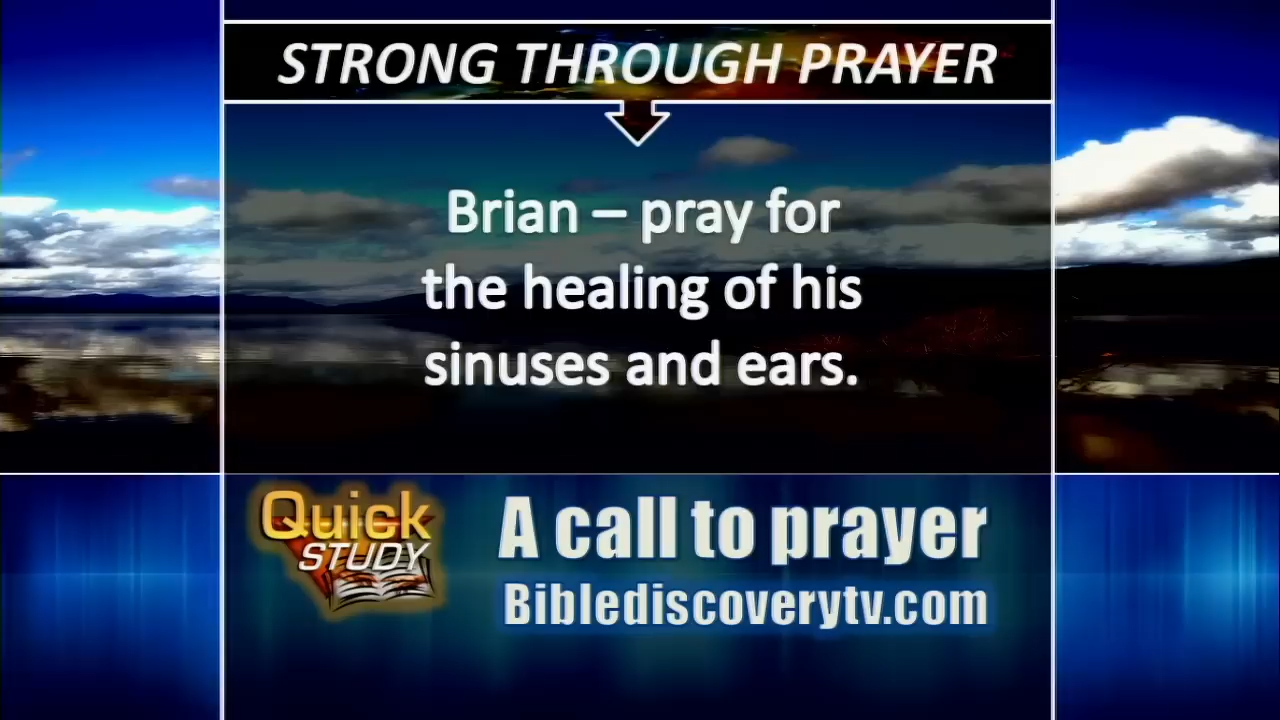 STRONG THROUGH PRAYER
Brian – pray for
the healing of his
sinuses and ears.
Quick
STUDY
A call to prayer
Biblediscoverytv.com